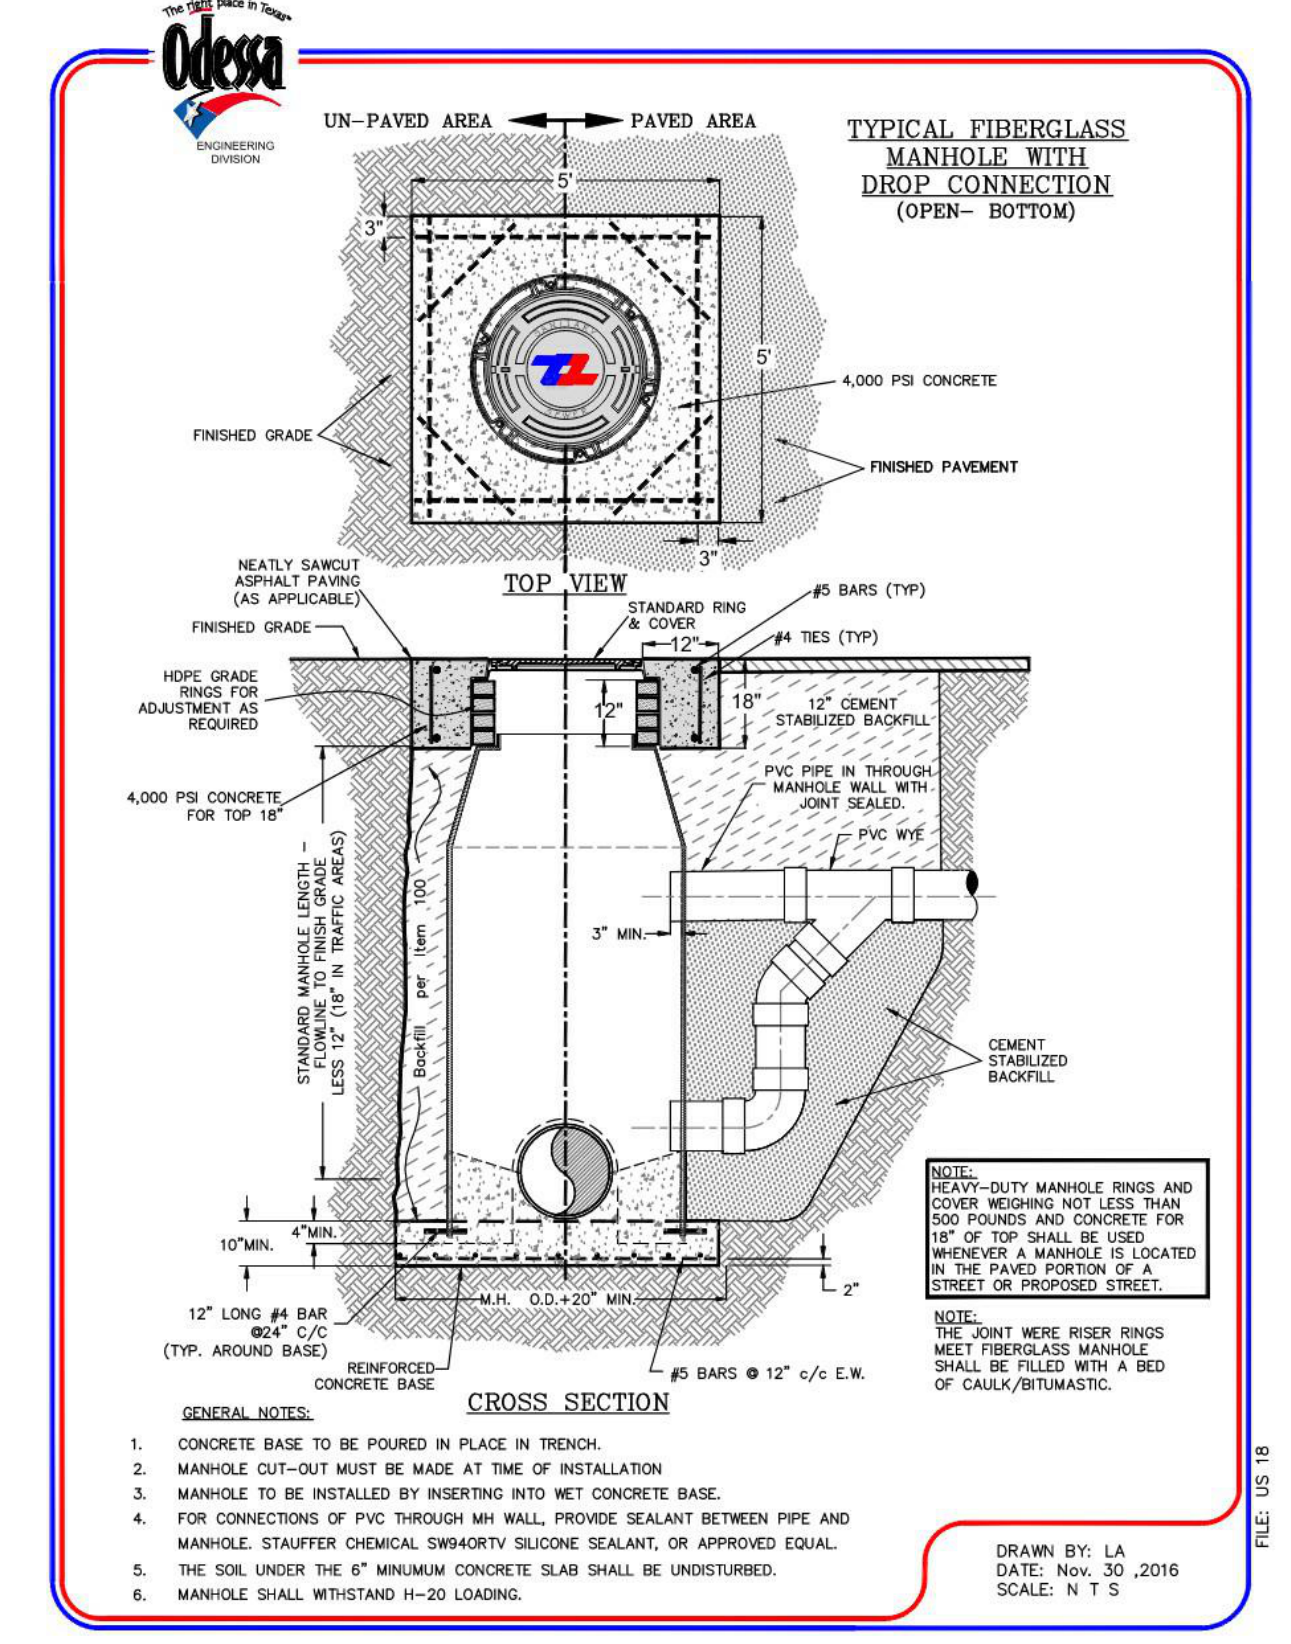 The right place in Texas™
Odessa
ENGINEERING
DIVISION
UN-PAVED AREA
PAVED AREA
TYPICAL FIBERGLASS
MANHOLE WITH
DROP CONNECTION
(OPEN- BOTTOM)
5'
3"
SANITARY
SEWER
5'
4,000 PSI CONCRETE
FINISHED GRADE
FINISHED PAVEMENT
3"
TOP VIEW
NEATLY SAWCUT
ASPHALT PAVING
(AS APPLICABLE)
FINISHED GRADE
STANDARD RING
& COVER
#5 BARS (TYP)
12"
#4 TIES (TYP)
HDPE GRADE
RINGS FOR
ADJUSTMENT AS
REQUIRED
12"
18"
12" CEMENT
STABILIZED BACKFILL
PVC PIPE IN THROUGH
MANHOLE WALL WITH
JOINT SEALED.
4,000 PSI CONCRETE
FOR TOP 18"
PVC WYE
STANDARD MANHOLE LENGTH –
FLOWLINE TO FINISH GRADE
LESS 12" (18" IN TRAFFIC AREAS)
Backfill per Item 100
3" MIN.
CEMENT
STABILIZED
BACKFILL
4"MIN.
10"MIN.
2"
M.H. O.D.+20" MIN.
12" LONG #4 BAR
@24" C/C
(TYP. AROUND BASE)
REINFORCED
CONCRETE BASE
#5 BARS @ 12" c/c E.W.
CROSS SECTION
NOTE:
HEAVY-DUTY MANHOLE RINGS AND
COVER WEIGHING NOT LESS THAN
500 POUNDS AND CONCRETE FOR
18" OF TOP SHALL BE USED
WHENEVER A MANHOLE IS LOCATED
IN THE PAVED PORTION OF A
STREET OR PROPOSED STREET.
NOTE:
THE JOINT WERE RISER RINGS
MEET FIBERGLASS MANHOLE
SHALL BE FILLED WITH A BED
OF CAULK/BITUMASTIC.
GENERAL NOTES:
1. CONCRETE BASE TO BE POURED IN PLACE IN TRENCH.
2. MANHOLE CUT-OUT MUST BE MADE AT TIME OF INSTALLATION
3. MANHOLE TO BE INSTALLED BY INSERTING INTO WET CONCRETE BASE.
4. FOR CONNECTIONS OF PVC THROUGH MH WALL, PROVIDE SEALANT BETWEEN PIPE AND
MANHOLE. STAUFFER CHEMICAL SW940RTV SILICONE SEALANT, OR APPROVED EQUAL.
5. THE SOIL UNDER THE 6" MINUMUM CONCRETE SLAB SHALL BE UNDISTURBED.
6. MANHOLE SHALL WITHSTAND H-20 LOADING.
DRAWN BY: LA
DATE: Nov. 30 ,2016
SCALE: N T S
FILE: US 18